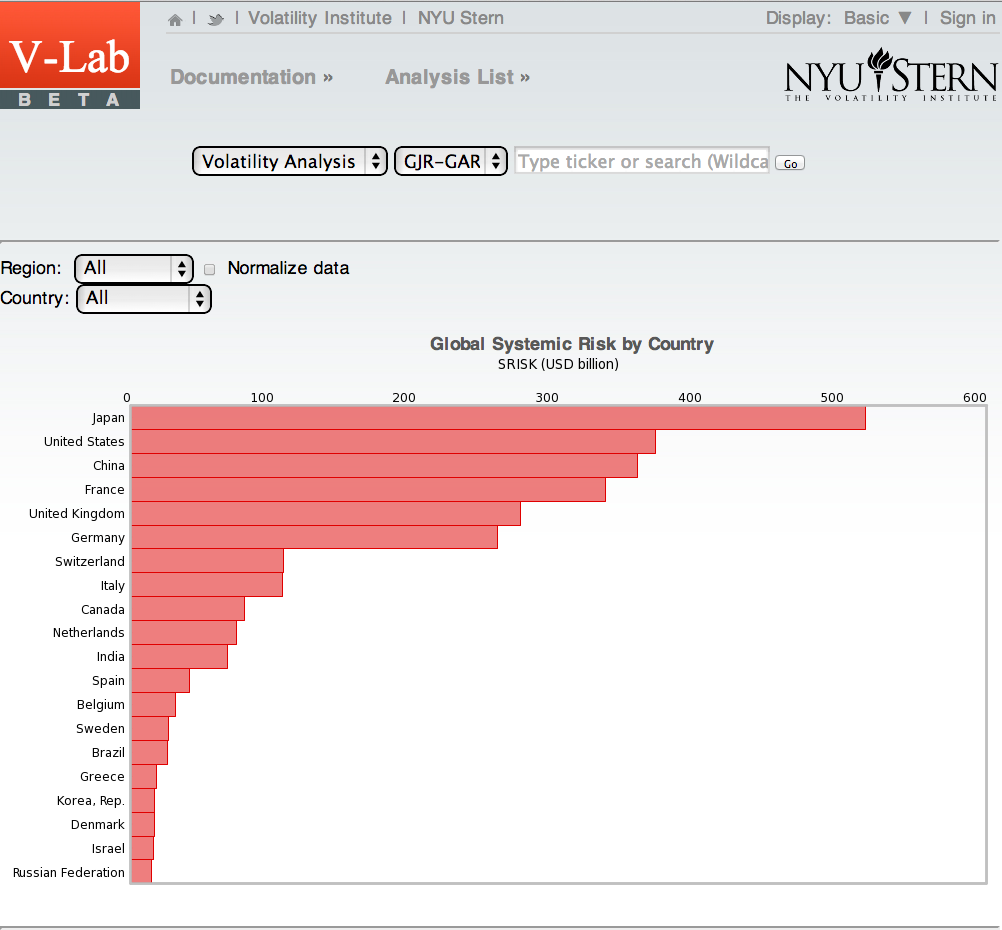 Volatility Institute | NYU Stern
Display: Basic ▼ | Sign in
V-Lab
BETA
Documentation »
Analysis List »
NYU STERN
THE VOLATILITY INSTITUTE
Volatility Analysis
GJR-GAR
Type ticker or search (Wildca
Go
Region: All
Normalize data
Country: All
Global Systemic Risk by Country
SRISK (USD billion)
0 100 200 300 400 500 600
Japan
United States
China
France
United Kingdom
Germany
Switzerland
Italy
Canada
Netherlands
India
Spain
Belgium
Sweden
Brazil
Greece
Korea, Rep.
Denmark
Israel
Russian Federation